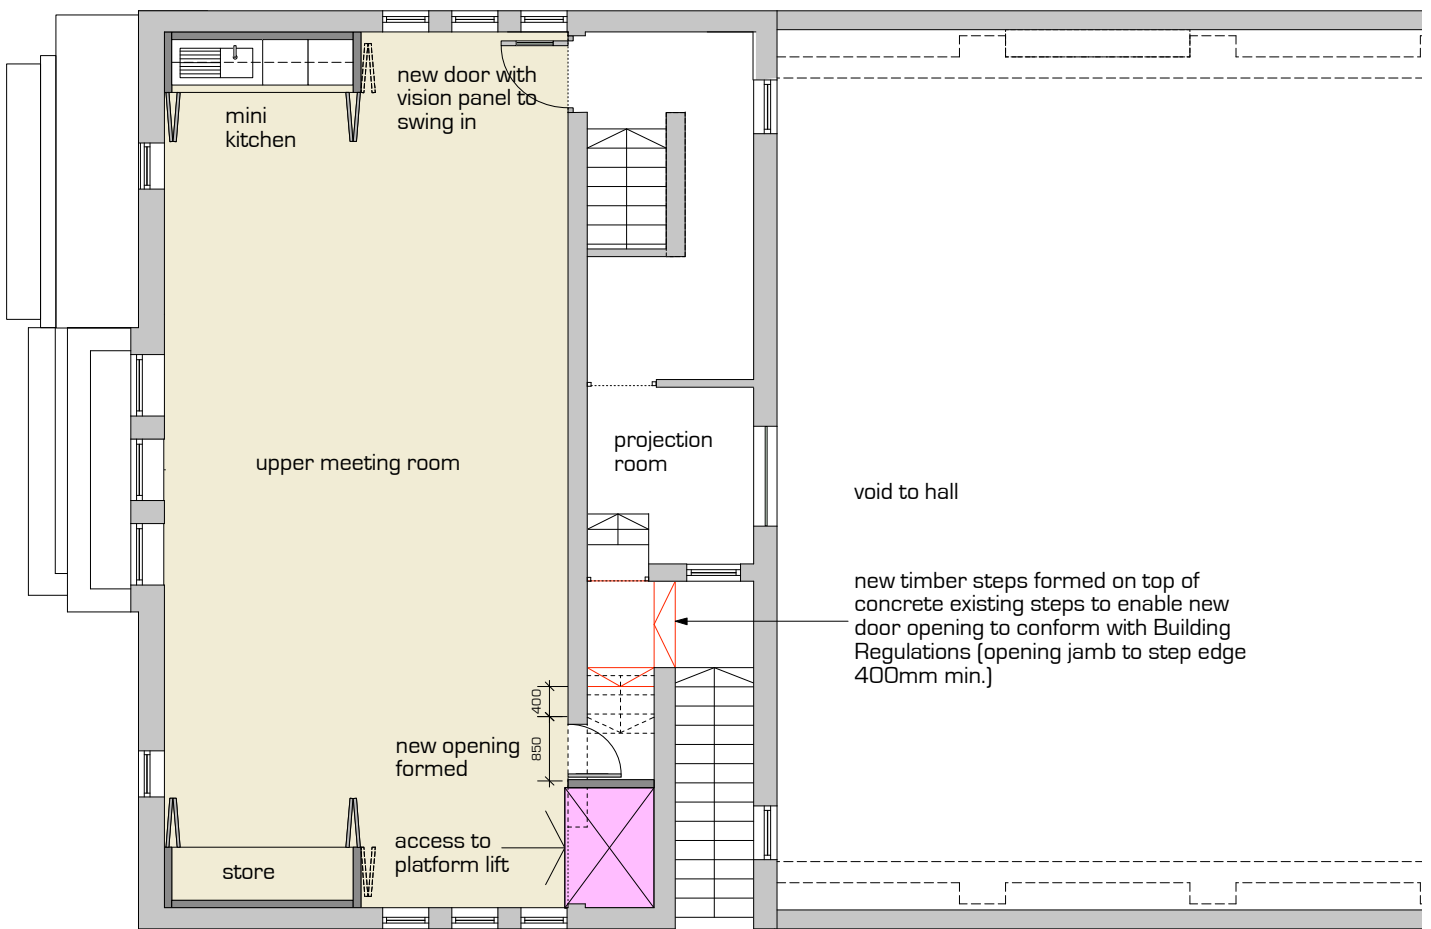 new door with
vision panel to
swing in
mini
kitchen
projection
room
upper meeting room
void to hall
new timber steps formed on top of
concrete existing steps to enable new
door opening to conform with Building
Regulations (opening jamb to step edge
400mm min.)
400
850
new opening
formed
access to
platform lift
store